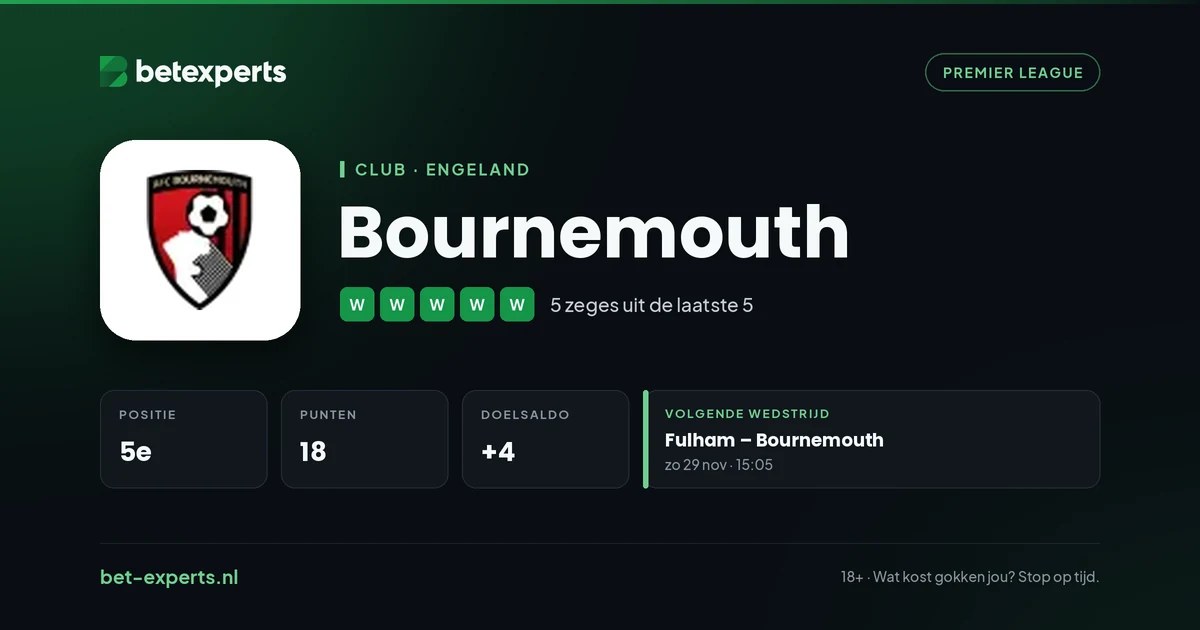 betexperts
PREMIER LEAGUE
AFC BOURNEMOUTH
CLUB · ENGELAND
Bournemouth
W W W W W 5 zeges uit de laatste 5
POSITIE
5e
PUNTEN
18
DOELSALDO
+4
VOLGENDE WEDSTRIJD
Fulham – Bournemouth
zo 29 nov · 15:05
bet-experts.nl
18+ · Wat kost gokken jou? Stop op tijd.